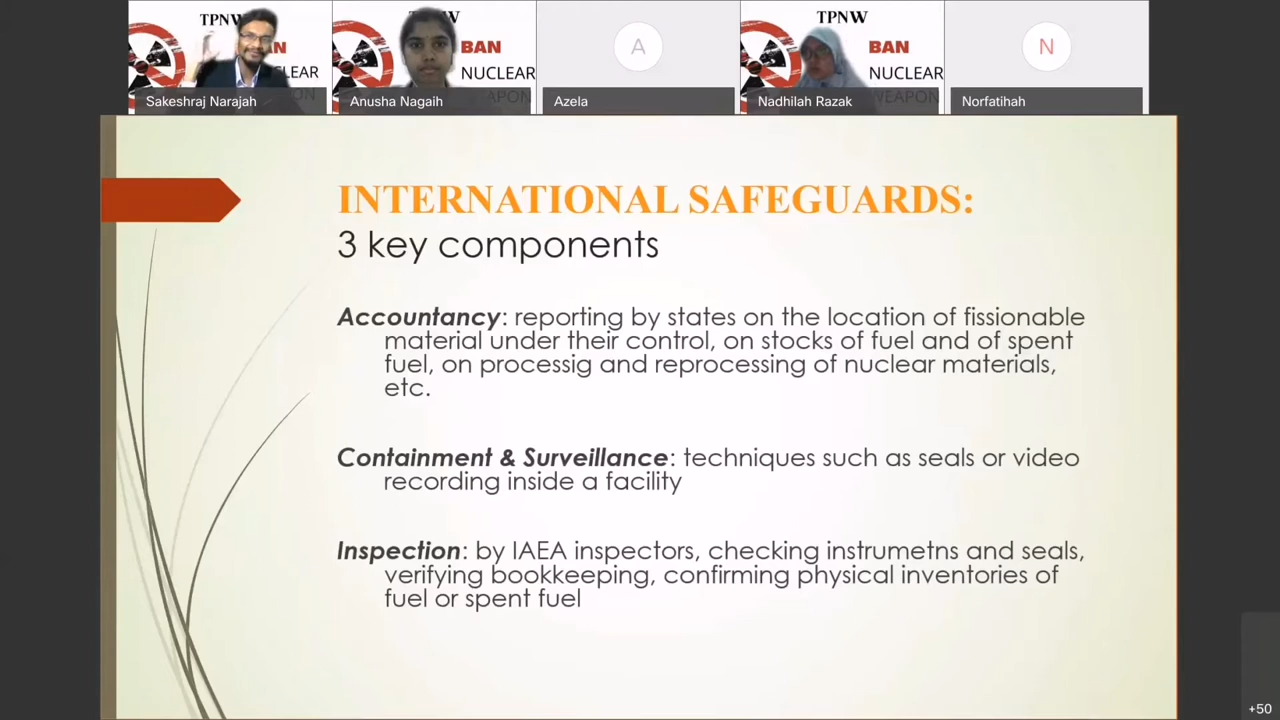 TPNW
BAN
CLEAR
Sakeshraj Narajah
BAN
NUCLEAR
Anusha Nagaih
A
Azela
TPNW
BAN
NUCLEAR
WEAPON
Nadhilah Razak
N
Norfatihah
INTERNATIONAL SAFEGUARDS:
3 key components
Accountancy: reporting by states on the location of fissionable
material under their control, on stocks of fuel and of spent
fuel, on processig and reprocessing of nuclear materials,
etc.
Containment & Surveillance: techniques such as seals or video
recording inside a facility
Inspection: by IAEA inspectors, checking instrumetns and seals,
verifying bookkeeping, confirming physical inventories of
fuel or spent fuel
+50